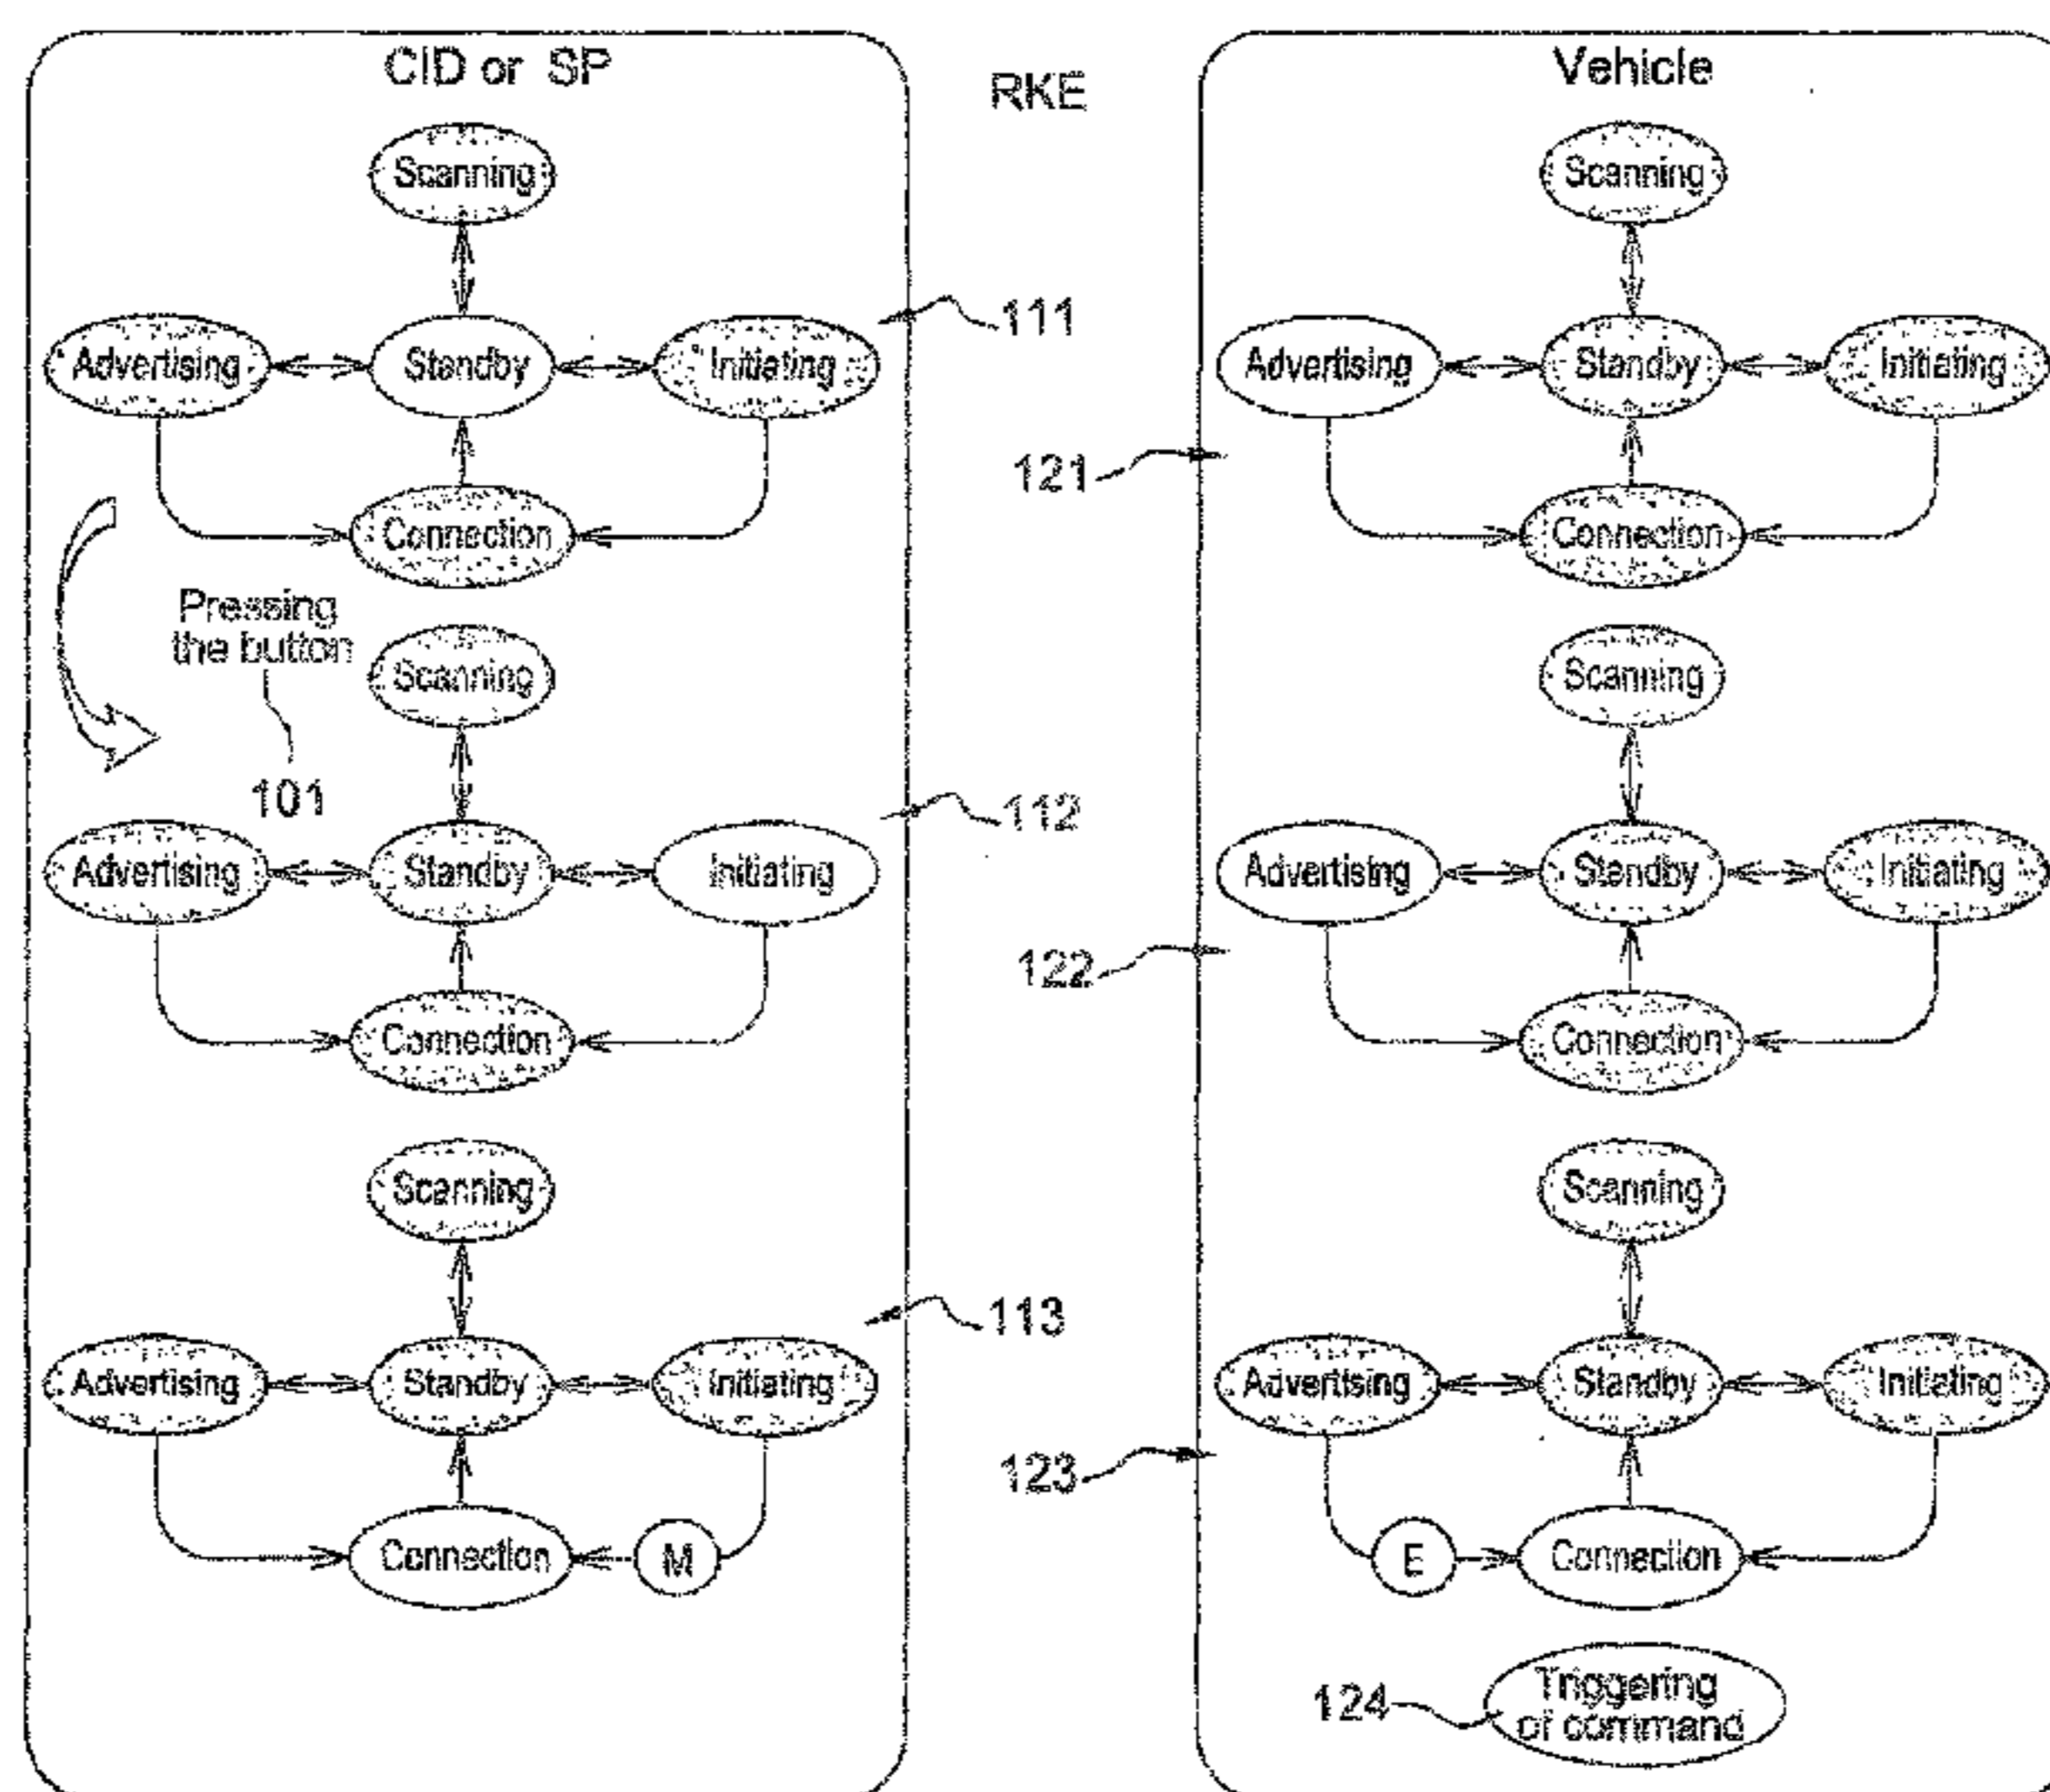 CID or SP
RKE
Vehicle
Scanning
Advertising
Standby
Initiating
Connection
111
Scanning
Advertising
Standby
Initiating
Connection
121
Pressing
the button
101
Scanning
Advertising
Standby
Initiating
Connection
112
Scanning
Advertising
Standby
Initiating
Connection
122
Scanning
Advertising
Standby
Initiating
Connection
M
113
Scanning
Advertising
Standby
Initiating
E
Connection
123
124
Triggering
of command